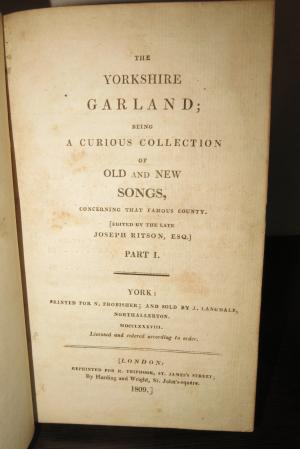 THE
YORKSHIRE
GARLAND;
BEING
A CURIOUS COLLECTION
OF
OLD AND NEW
SONGS,
CONCERNING THAT FAMOUS COUNTY.
[EDITED BY THE LATE
JOSEPH RITSON, ESQ.]
PART I.
YORK:
PRINTED FOR N. FROBISHER; AND SOLD BY J. LANGDALE,
NORTHALLERTON.
MDCCLXXXVIII.
Licensed and entered according to order.
[LONDON:
REPRINTED FOR R. TRIPHOOK, ST. JAMES'S STREET;
By Harding and Wright, St. John's-square.
1809.]